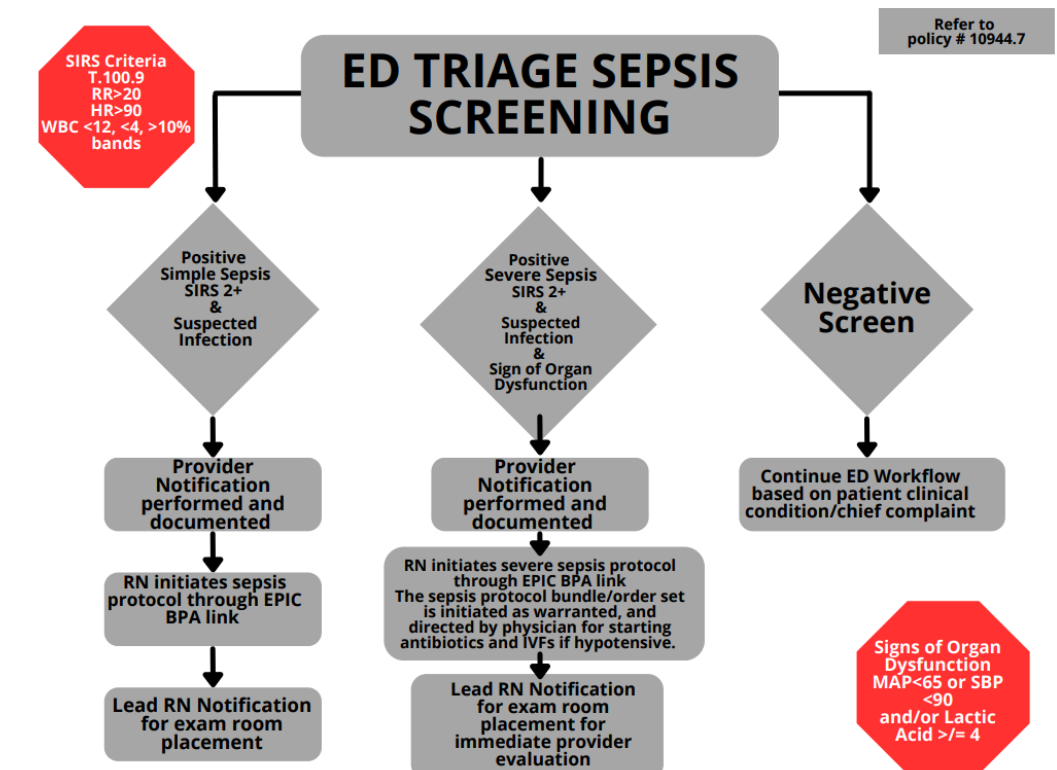 Refer to
policy # 10944.7
SIRS Criteria
T.100.9
RR>20
HR>90
WBC <12, <4, >10%
bands
ED TRIAGE SEPSIS
SCREENING
Positive
Simple Sepsis
SIRS 2+
&
Suspected
Infection
Positive
Severe Sepsis
SIRS 2+
&
Suspected
Infection
&
Sign of Organ
Dysfunction
Negative
Screen
Provider
Notification
performed and
documented
Provider
Notification
performed and
documented
Continue ED Workflow
based on patient clinical
condition/chief complaint
RN initiates sepsis
protocol through EPIC
BPA link
RN initiates severe sepsis protocol
through EPIC BPA link
The sepsis protocol bundle/order set
is initiated as warranted, and
directed by physician for starting
antibiotics and IVFs if hypotensive.
Lead RN Notification
for exam room
placement
Lead RN Notification
for exam room
placement for
immediate provider
evaluation
Signs of Organ
Dysfunction
MAP<65 or SBP
<90
and/or Lactic
Acid >/= 4